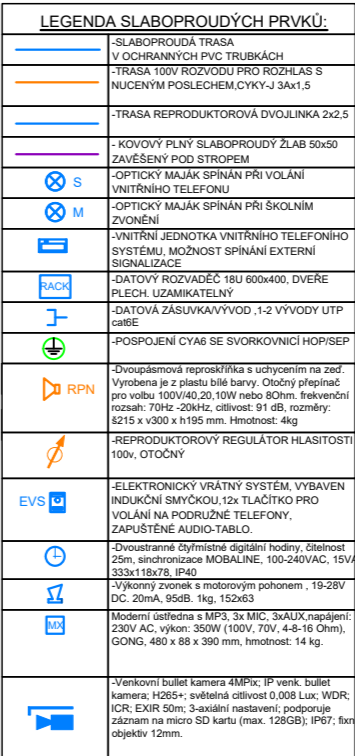 LEGENDA SLABOPROUDÝCH PRVKŮ:
-SLABOPROUDÁ TRASA
V OCHRANNÝCH PVC TRUBKÁCH
-TRASA 100V ROZVODU PRO ROZHLAS S
NUCENÝM POSLECHEM,CYKY-J 3Ax1,5
-TRASA REPRODUKTOROVÁ DVOJLINKA 2x2,5
- KOVOVÝ PLNÝ SLABOPROUDÝ ŽLAB 50x50
ZAVĚŠENÝ POD STROPEM
S
-OPTICKÝ MAJÁK SPÍNÁN PŘI VOLÁNÍ
VNITŘNÍHO TELEFONU
M
-OPTICKÝ MAJÁK SPÍNÁN PŘI ŠKOLNÍM
ZVONĚNÍ
-VNITŘNÍ JEDNOTKA VNITŘNÍHO TELEFONÍHO
SYSTÉMU, MOŽNOST SPÍNÁNÍ EXTERNÍ
SIGNALIZACE
RACK
-DATOVÝ ROZVADĚČ 18U 600x400, DVEŘE
PLECH. UZAMIKATELNÝ
-DATOVÁ ZÁSUVKA/VÝVOD ,1-2 VÝVODY UTP
cat6E
-POSPOJENÍ CYA6 SE SVORKOVNICÍ HOP/SEP
RPN
-Dvoupásmová reproskříňka s uchycením na zeď.
Vyrobena je z plastu bílé barvy. Otočný přepínač
pro volbu 100V/40,20,10W nebo 8Ohm. frekvenční
rozsah: 70Hz -20kHz, citlivost: 91 dB, rozměry:
š215 x v300 x h195 mm. Hmotnost: 4kg
-REPRODUKTOROVÝ REGULÁTOR HLASITOSTI
100v, OTOČNÝ
EVS
-ELEKTRONICKÝ VRÁTNÝ SYSTÉM, VYBAVEN
INDUKČNÍ SMYČKOU,12x TLAČÍTKO PRO
VOLÁNÍ NA PODRUŽNÉ TELEFONY,
ZAPUŠTĚNÉ AUDIO-TABLO.
-Dvoustranné čtyřmístné digitální hodiny, čitelnost
25m, sinchronizace MOBALINE, 100-240VAC, 15VA
333x118x78, IP40
-Výkonný zvonek s motorovým pohonem , 19-28V
DC. 20mA, 95dB. 1kg, 152x63
MX
Moderní ústředna s MP3, 3x MIC, 3xAUX,napájení:
230V AC, výkon: 350W (100V, 70V, 4-8-16 Ohm),
GONG, 480 x 88 x 390 mm, hmotnost: 14 kg.
-Venkovní bullet kamera 4MPix; IP venk. bullet
kamera; H265+; světelná citlivost 0,008 Lux; WDR;
ICR; EXIR 50m; 3-axiální nastavení; podporuje
záznam na micro SD kartu (max. 128GB); IP67; fixn
objektiv 12mm.